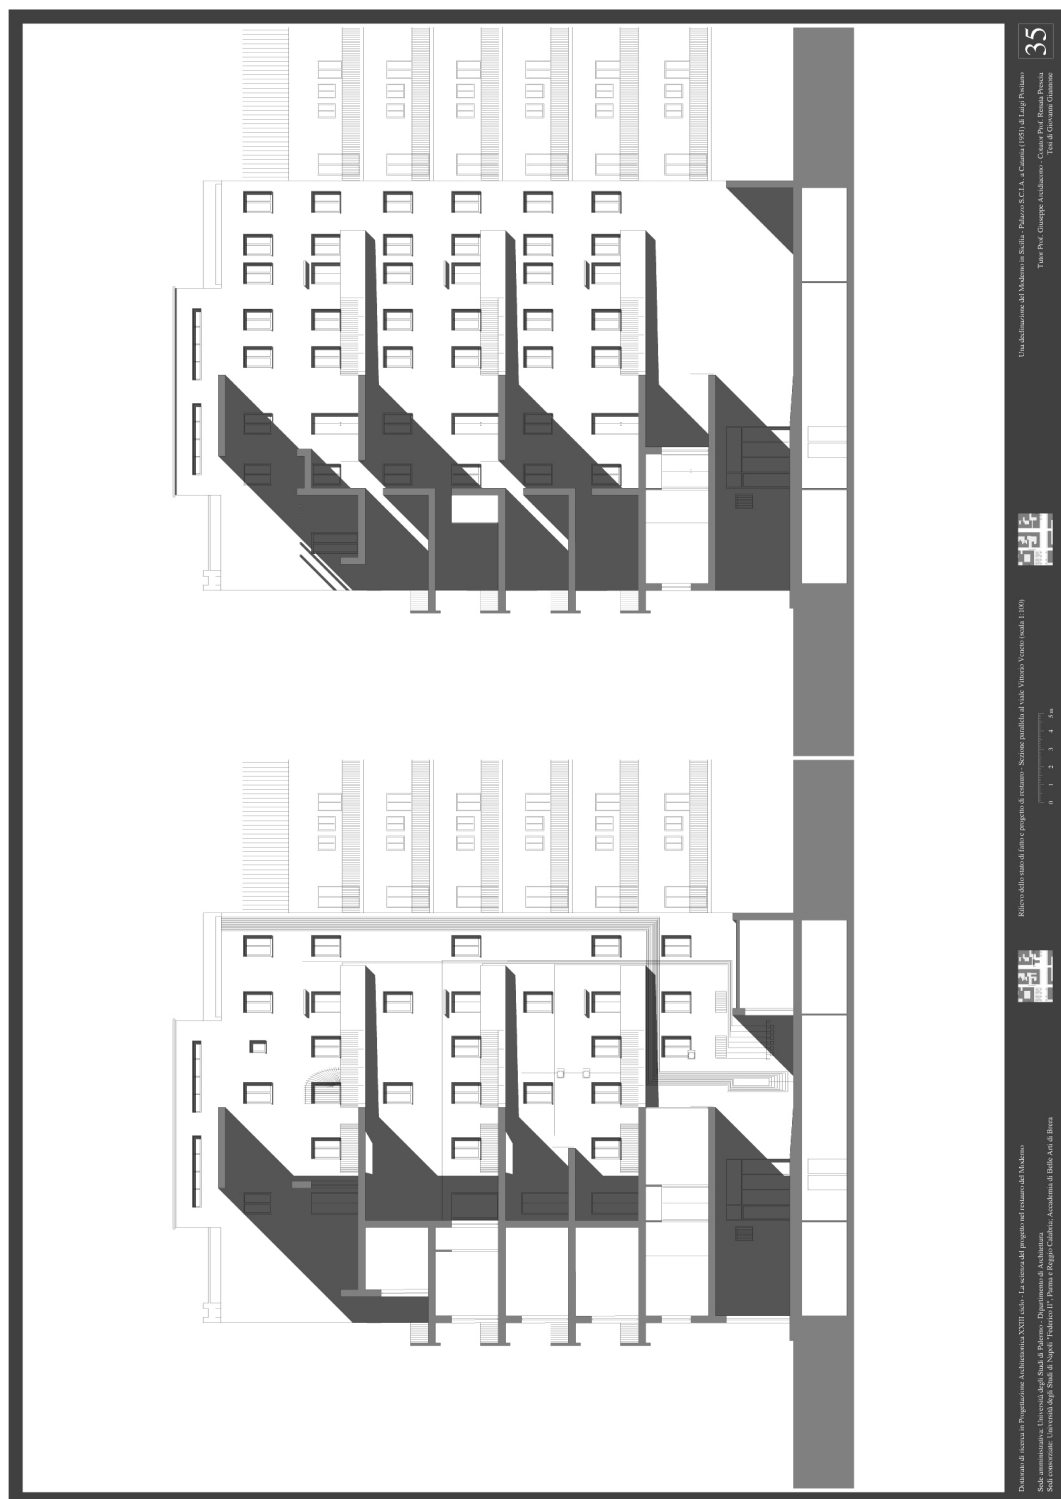 Dottorato di ricerca in Progettazione Architettonica XXIII ciclo - La scienza del progetto nel restauro del Moderno
Sede amministrativa: Università degli Studi di Palermo - Dipartimento di Architettura
Sedi consorziate: Università degli Studi di Napoli "Federico II", Parma e Reggio Calabria; Accademia di Belle Arti di Brera
Rilievo dello stato di fatto e progetto di restauro - Sezione parallela al viale Vittorio Veneto (scala 1:100)
0 1 2 3 4 5 m
Una declinazione del Moderno in Sicilia - Palazzo S.C.I.A. a Catania (1951) di Luigi Positano
Tutor Prof. Giuseppe Arcidiacono - Cotutor Prof. Renata Prescia
Tesi di Giovanni Giannone
35